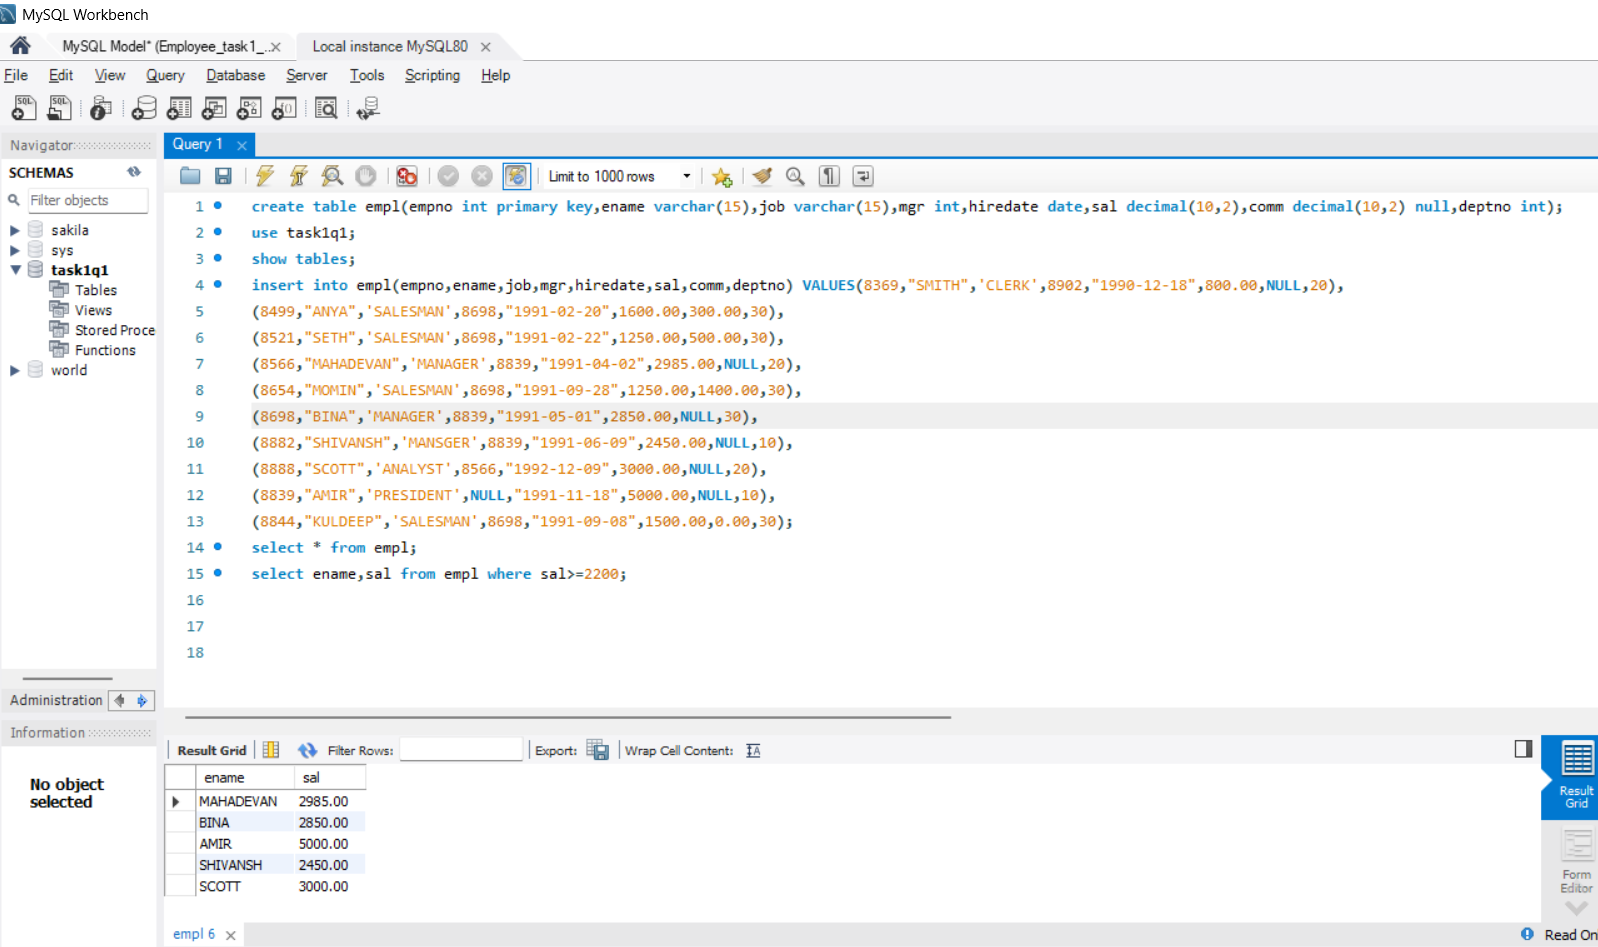 MySQL Workbench
MySQL Model* (Employee_task1_...
Local instance MySQL80
File Edit View Query Database Server Tools Scripting Help
Navigator
SCHEMAS
Filter objects
sakila
sys
task1q1
Tables
Views
Stored Proce
Functions
world
Administration
Information
No object
selected
Query 1
Limit to 1000 rows
1 create table empl(empno int primary key,ename varchar(15),job varchar(15),mgr int,hiredate date,sal decimal(10,2),comm decimal(10,2) null,deptno int);
2 use task1q1;
3 show tables;
4 insert into empl(empno,ename,job,mgr,hiredate,sal,comm,deptno) VALUES(8369,"SMITH",'CLERK',8902,"1990-12-18",800.00,NULL,20),
5 (8499,"ANYA",'SALESMAN',8698,"1991-02-20",1600.00,300.00,30),
6 (8521,"SETH",'SALESMAN',8698,"1991-02-22",1250.00,500.00,30),
7 (8566,"MAHADEVAN",'MANAGER',8839,"1991-04-02",2985.00,NULL,20),
8 (8654,"MOMIN",'SALESMAN',8698,"1991-09-28",1250.00,1400.00,30),
9 (8698,"BINA",'MANAGER',8839,"1991-05-01",2850.00,NULL,30),
10 (8882,"SHIVANSH",'MANSGER',8839,"1991-06-09",2450.00,NULL,10),
11 (8888,"SCOTT",'ANALYST',8566,"1992-12-09",3000.00,NULL,20),
12 (8839,"AMIR",'PRESIDENT',NULL,"1991-11-18",5000.00,NULL,10),
13 (8844,"KULDEEP",'SALESMAN',8698,"1991-09-08",1500.00,0.00,30);
14 select * from empl;
15 select ename,sal from empl where sal>=2200;
16
17
18
Result Grid Filter Rows: Export: Wrap Cell Content:
ename sal
MAHADEVAN 2985.00
BINA 2850.00
AMIR 5000.00
SHIVANSH 2450.00
SCOTT 3000.00
Result
Grid
Form
Editor
empl 6
Read On